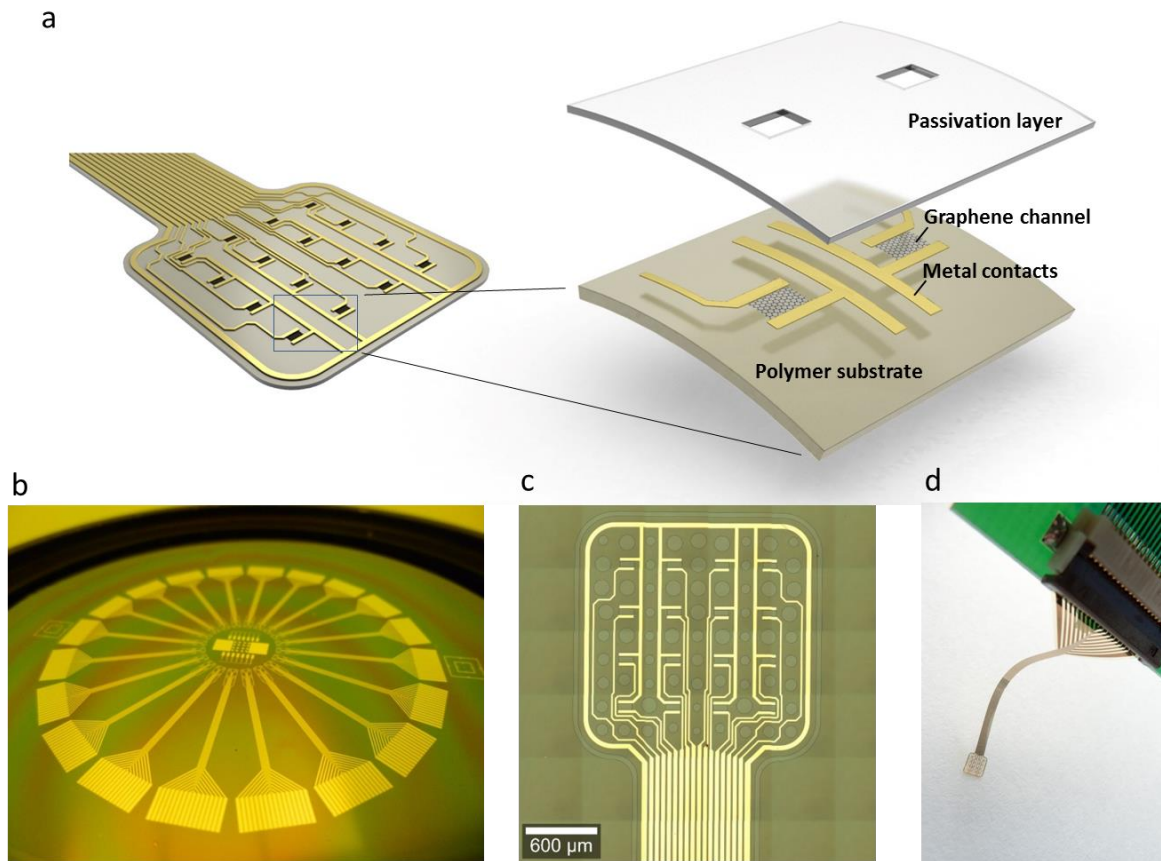 a
Passivation layer
Graphene channel
Metal contacts
Polymer substrate
b
c
d
600 µm